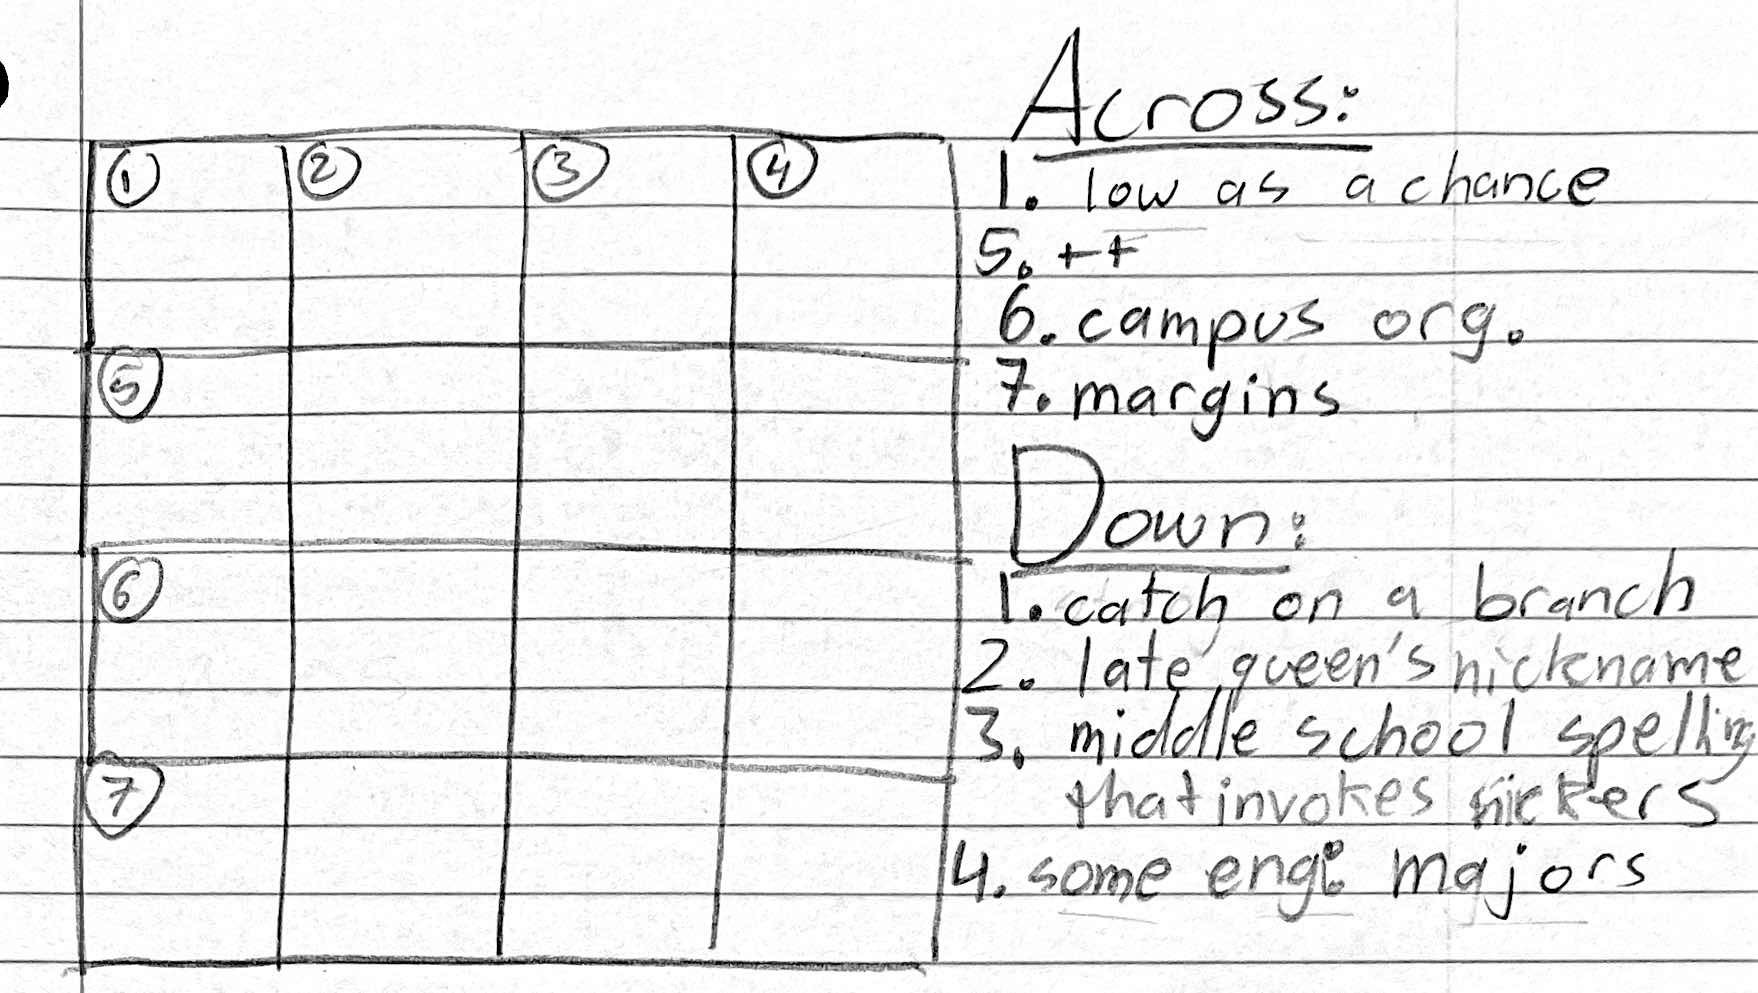 ① ② ③ ④
⑤
⑥
⑦
Across:
1. low as a chance
5. ++
6. campus org.
7. margins
Down:
1. catch on a branch
2. late queen's nickname
3. middle school spelling
that invokes snickers
4. some engi majors